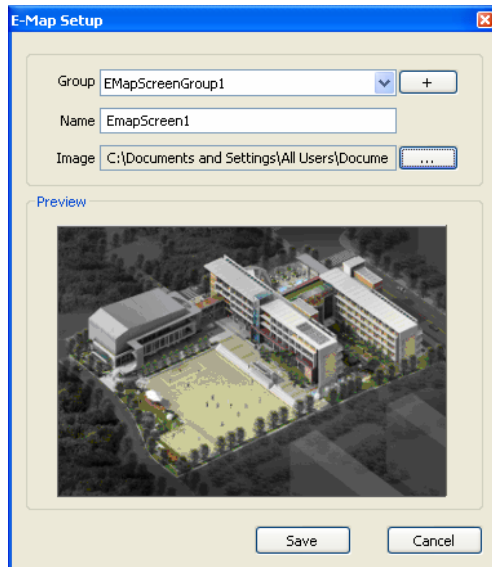 E-Map Setup
Group EMapScreenGroup1 +
Name EmapScreen1
Image C:\Documents and Settings\All Users\Docume ...
Preview
Save Cancel